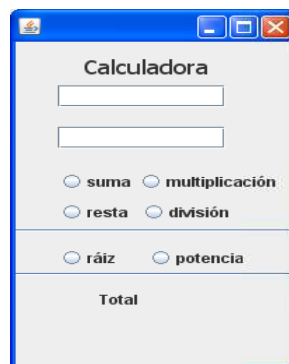 Calculadora
suma multiplicación
resta división
ráiz potencia
Total